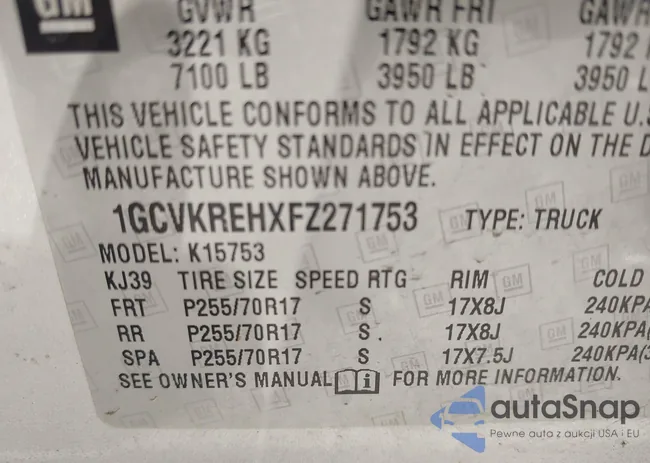 GM
GVWR GAWR FRT GAWR
3221 KG 1792 KG 1792
7100 LB 3950 LB 3950 L
THIS VEHICLE CONFORMS TO ALL APPLICABLE U.S
VEHICLE SAFETY STANDARDS IN EFFECT ON THE D
MANUFACTURE SHOWN ABOVE.
1GCVKREHXFZ271753 TYPE: TRUCK
MODEL: K15753
KJ39 TIRE SIZE SPEED RTG RIM COLD
FRT P255/70R17 S 17X8J 240KPA
RR P255/70R17 S 17X8J 240KPA(
SPA P255/70R17 S 17X7.5J 240KPA(3
SEE OWNER'S MANUAL i FOR MORE INFORMATION.
autaSnap
Pewne auta z aukcji USA i EU